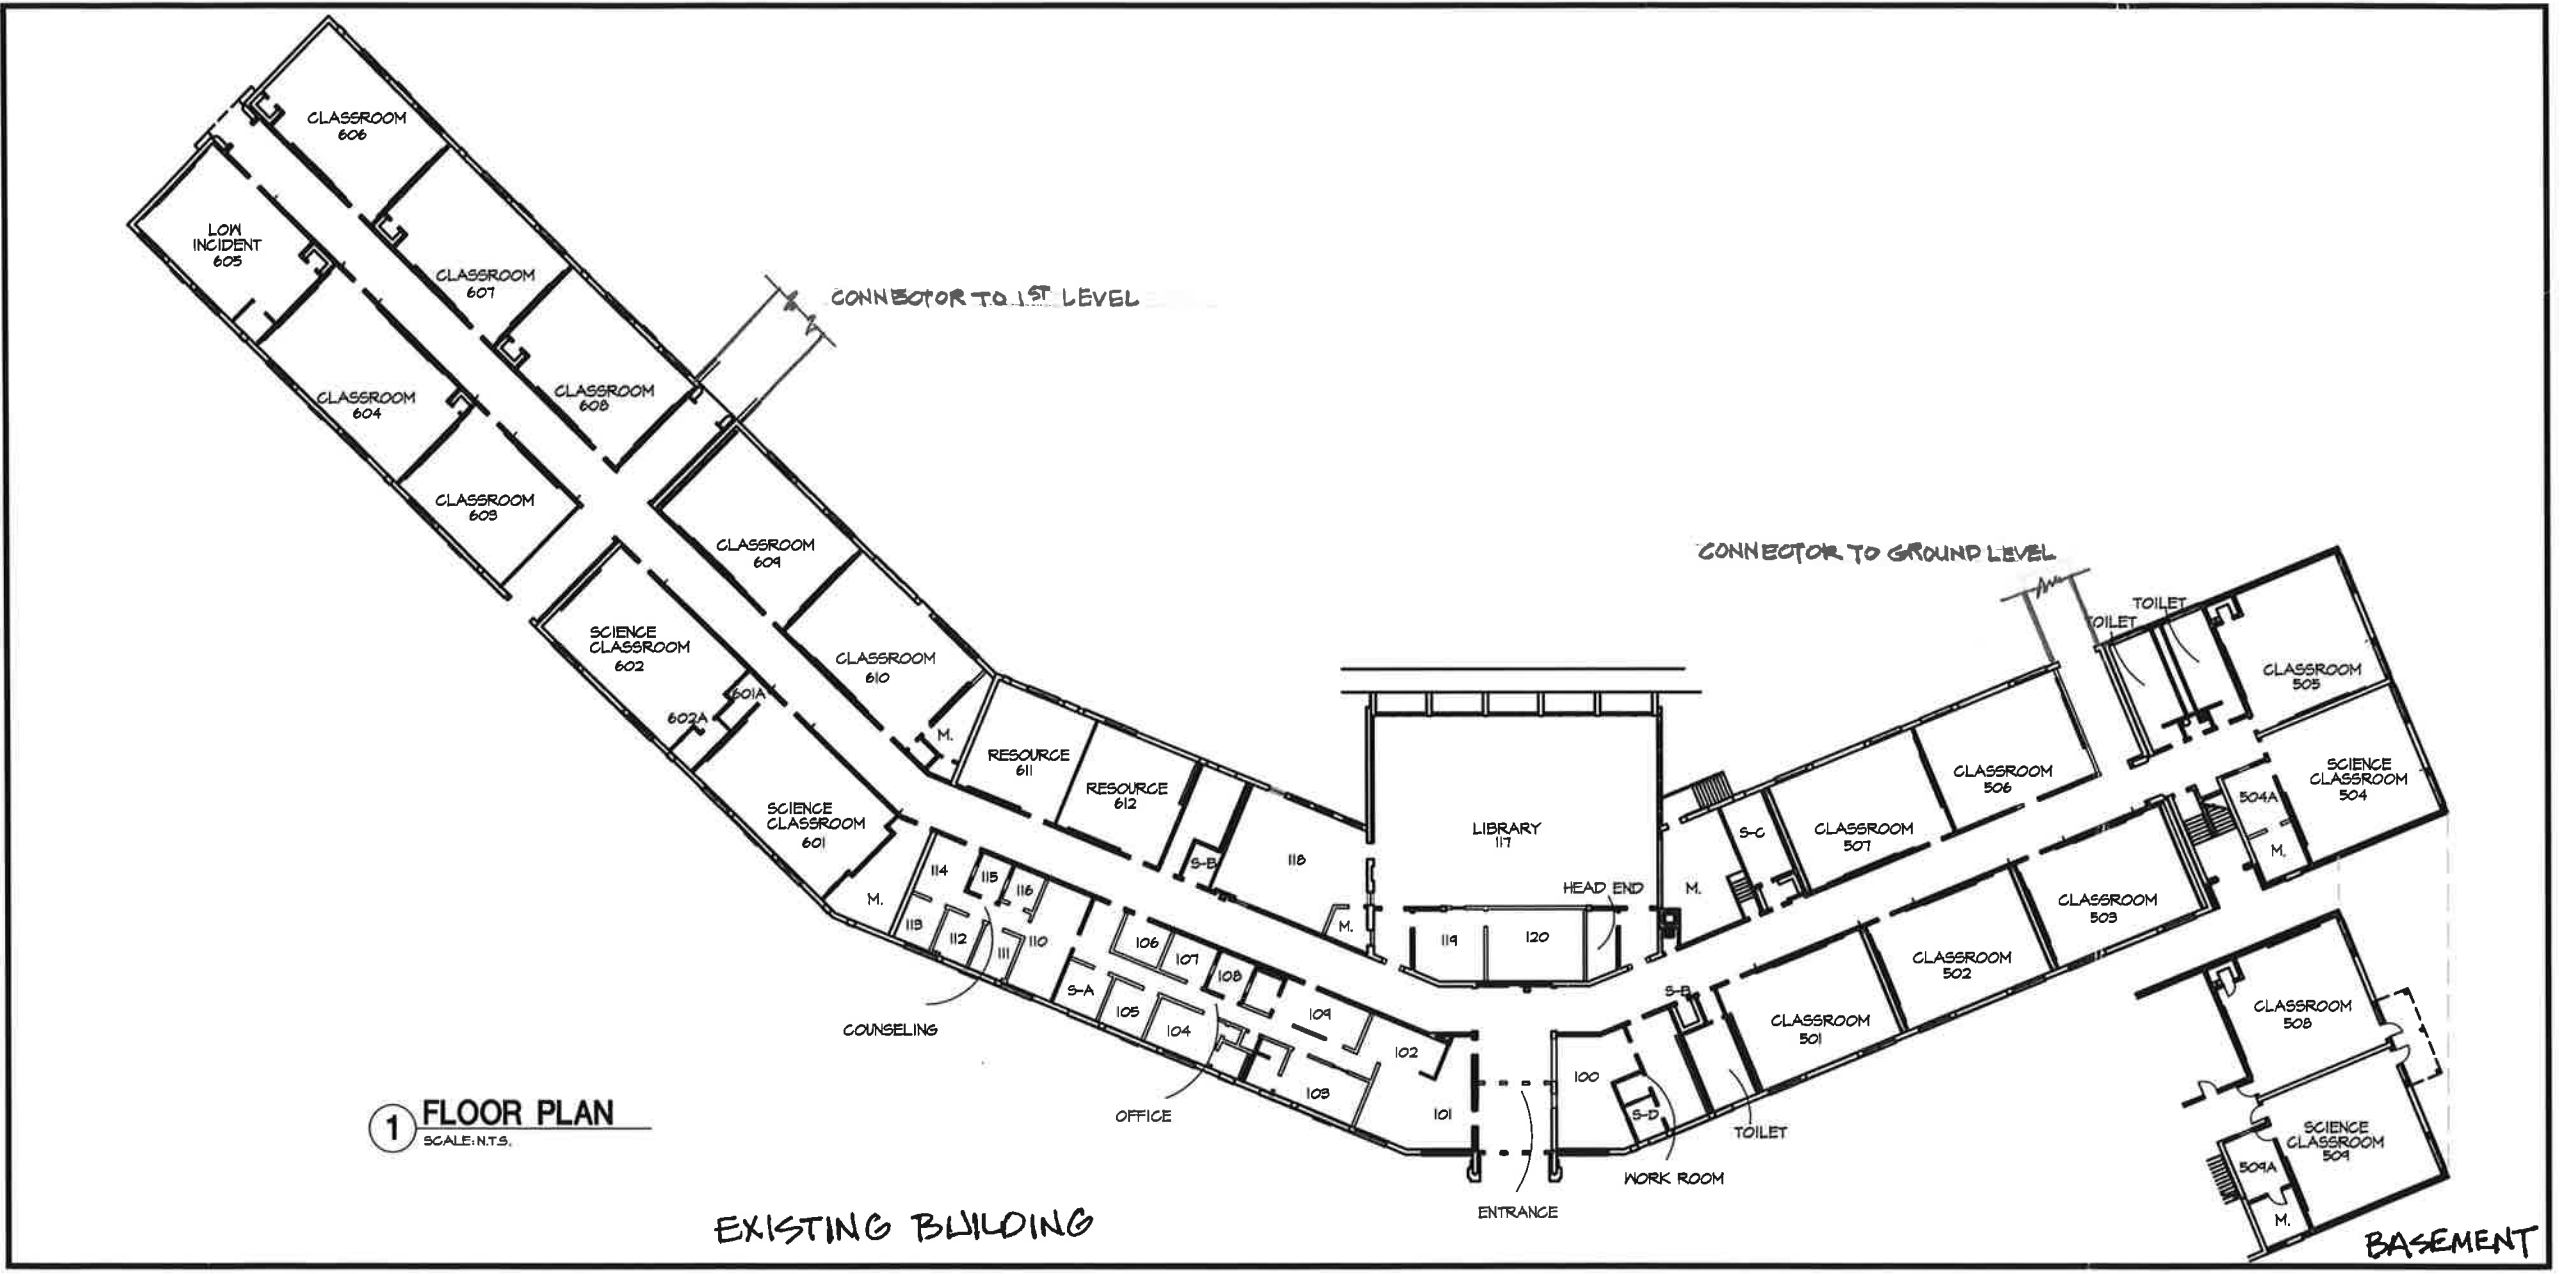 CLASSROOM
606
LOW
INCIDENT
605
CLASSROOM
607
CONNECTOR TO 1ST LEVEL
CLASSROOM
604
CLASSROOM
608
CLASSROOM
603
CLASSROOM
609
SCIENCE
CLASSROOM
602
601A
602A
CLASSROOM
610
M.
RESOURCE
611
RESOURCE
612
SCIENCE
CLASSROOM
601
M.
S-B
118
M.
114
115
116
113
112
111
110
106
107
108
S-A
105
104
109
102
103
101
COUNSELING
OFFICE
LIBRARY
117
HEAD END
119
120
M.
S-C
CLASSROOM
507
CLASSROOM
506
CONNECTOR TO GROUND LEVEL
TOILET
TOILET
CLASSROOM
505
SCIENCE
CLASSROOM
504
504A
M.
CLASSROOM
503
CLASSROOM
502
CLASSROOM
501
S-B
100
S-D
TOILET
WORK ROOM
ENTRANCE
CLASSROOM
508
SCIENCE
CLASSROOM
509
509A
M.
BASEMENT
1 FLOOR PLAN
SCALE: N.T.S.
EXISTING BUILDING